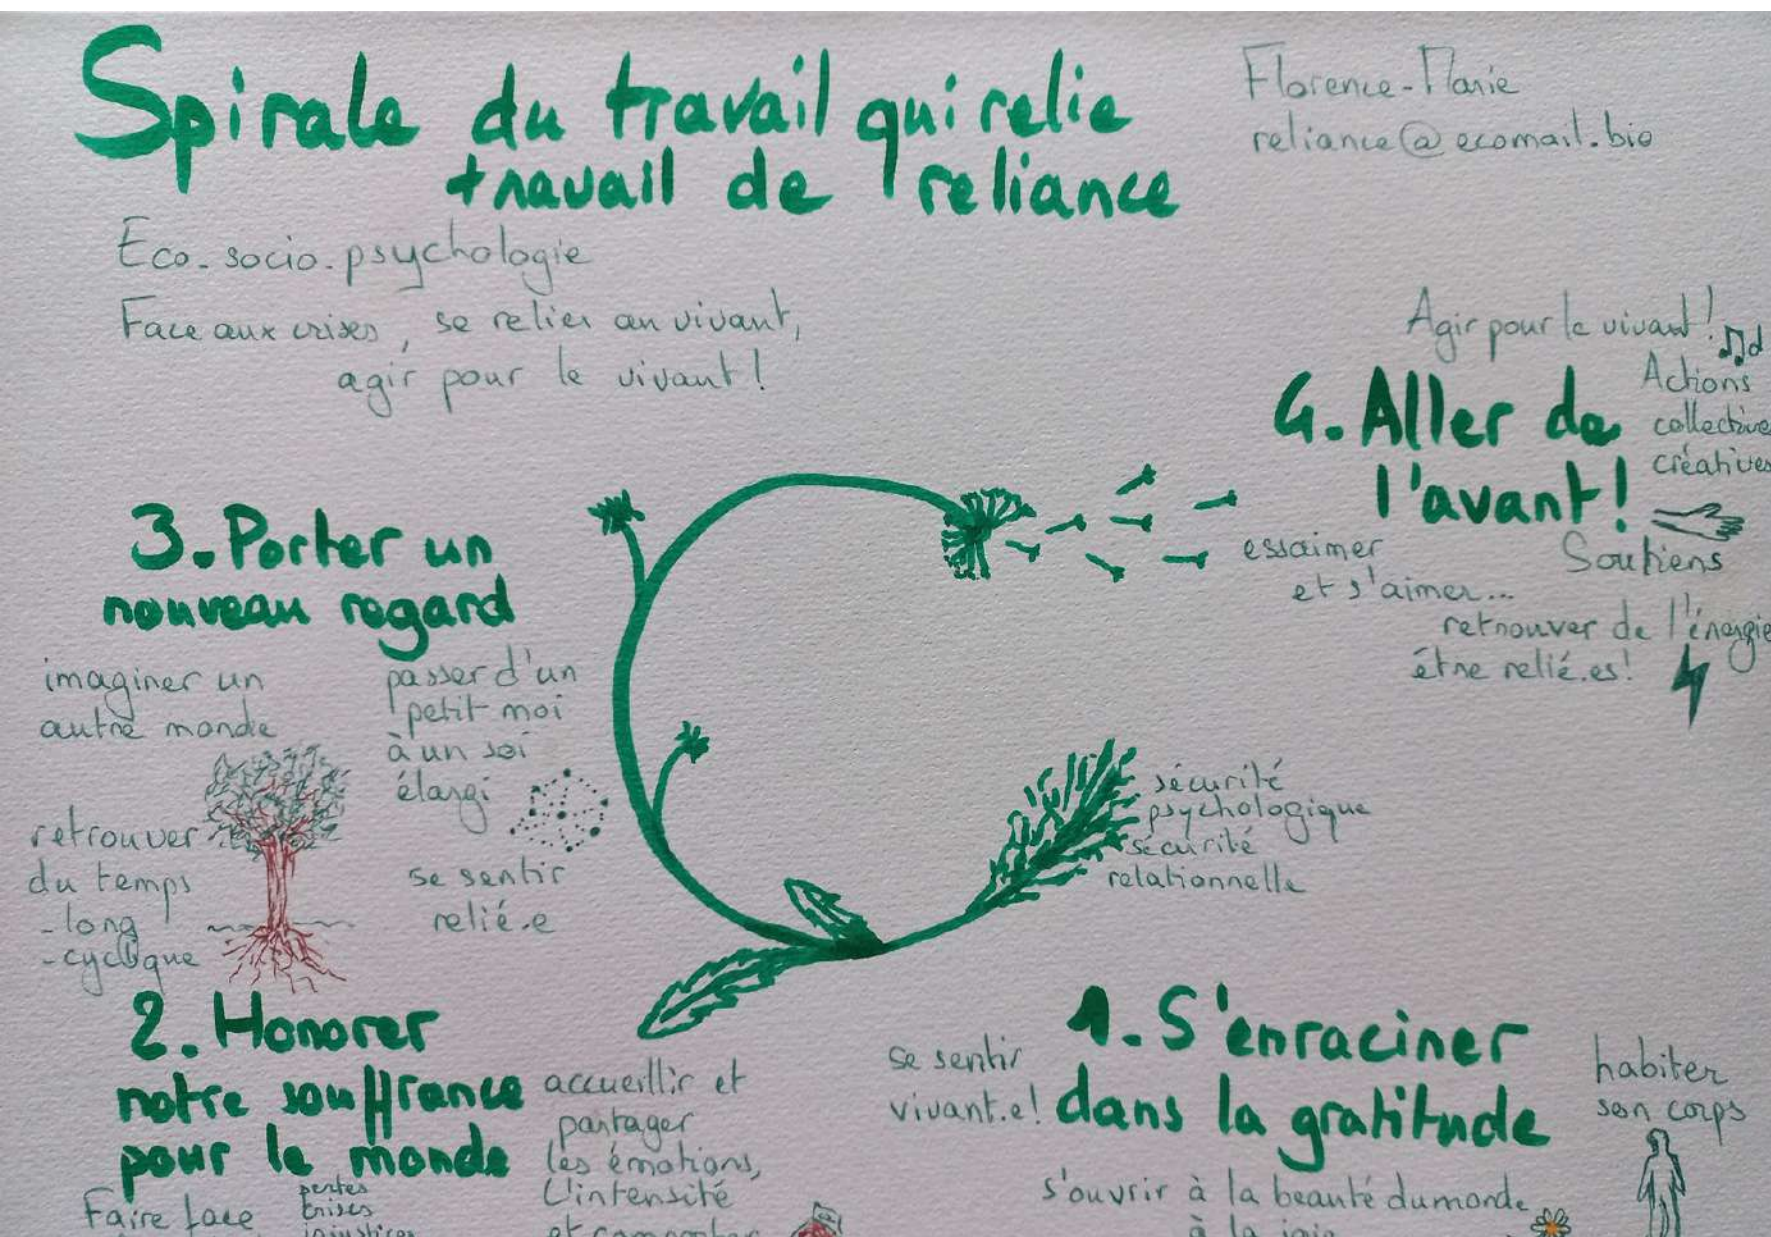 Spirale du travail qui relie
travail de reliance
Florence-Marie
reliance@ecomail.bio
Eco-socio-psychologie
Face aux crises, se relier au vivant,
agir pour le vivant !
Agir pour le vivant !
4. Aller de
l'avant !
Actions
collectives
créatives
Soutiens
essaimer
et s'aimer...
retrouver de l'énergie
être relié.es !
3. Porter un
nouveau regard
imaginer un
autre monde
passer d'un
petit moi
à un soi
élargi
retrouver
du temps
- long
- cyclique
se sentir
relié.e
sécurité
psychologique
sécurité
relationnelle
2. Honorer
notre souffrance
pour le monde
accueillir et
partager
les émotions,
L'intensité
et
Faire face
pertes
crises
injustices
1. S'enraciner
dans la gratitude
se sentir
vivant.e !
habiter
son corps
s'ouvrir à la beauté du monde
à la joie